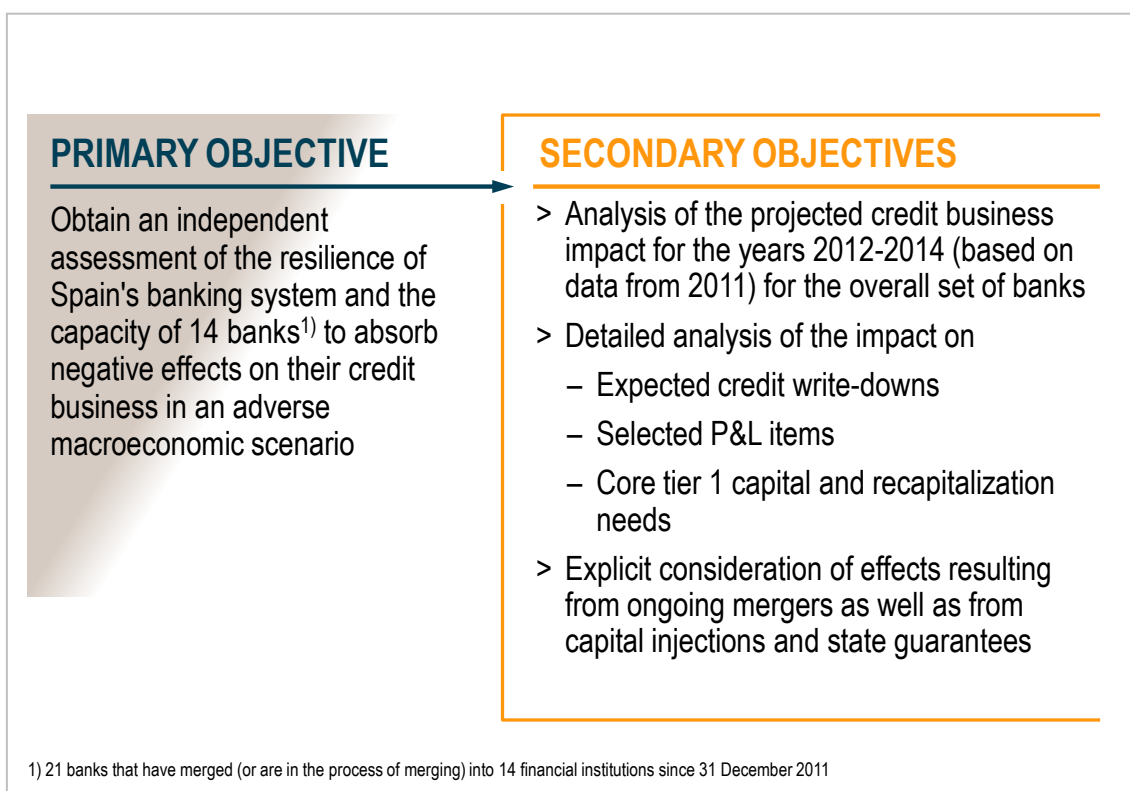 PRIMARY OBJECTIVE
Obtain an independent
assessment of the resilience of
Spain's banking system and the
capacity of 14 banks1) to absorb
negative effects on their credit
business in an adverse
macroeconomic scenario
SECONDARY OBJECTIVES
> Analysis of the projected credit business
impact for the years 2012-2014 (based on
data from 2011) for the overall set of banks
> Detailed analysis of the impact on
– Expected credit write-downs
– Selected P&L items
– Core tier 1 capital and recapitalization
needs
> Explicit consideration of effects resulting
from ongoing mergers as well as from
capital injections and state guarantees
1) 21 banks that have merged (or are in the process of merging) into 14 financial institutions since 31 December 2011